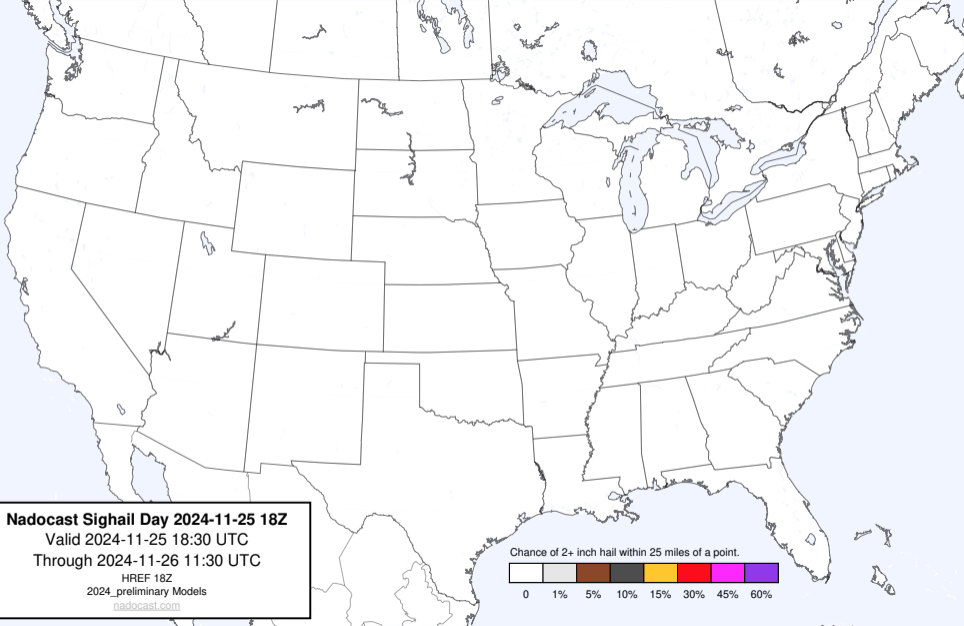 Nadocast Sighail Day 2024-11-25 18Z
Valid 2024-11-25 18:30 UTC
Through 2024-11-26 11:30 UTC
HREF 18Z
2024_preliminary Models
nadocast.com
Chance of 2+ inch hail within 25 miles of a point.
0 1% 5% 10% 15% 30% 45% 60%